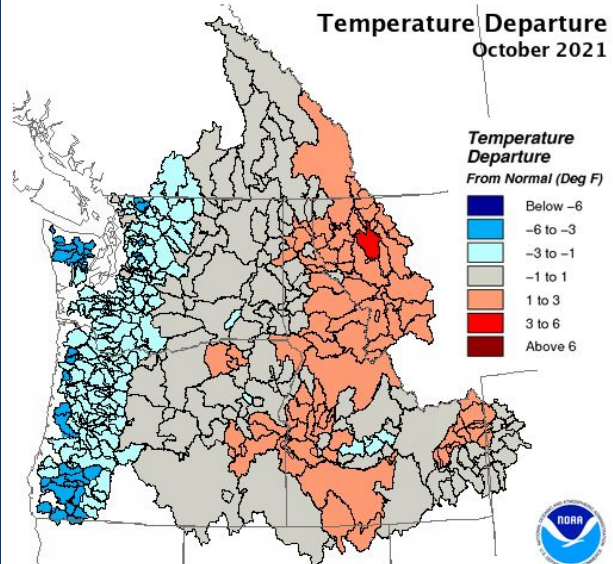 Temperature Departure
October 2021
Temperature
Departure
From Normal (Deg F)
Below -6
-6 to -3
-3 to -1
-1 to 1
1 to 3
3 to 6
Above 6
NOAA